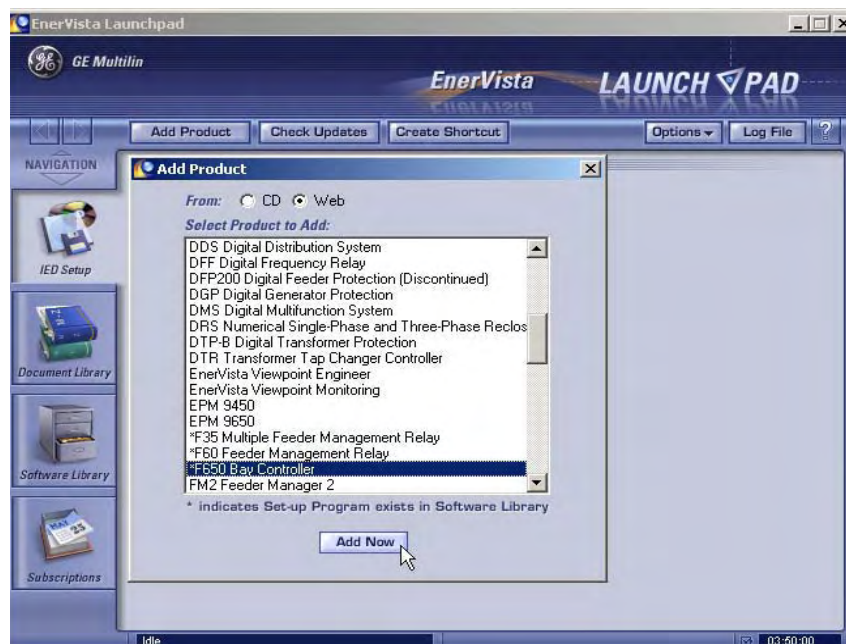 EnerVista Launchpad
GE Multilin
EnerVista LAUNCH PAD
Add Product Check Updates Create Shortcut Options Log File ?
NAVIGATION
Add Product
From: CD Web
Select Product to Add:
DDS Digital Distribution System
DFF Digital Frequency Relay
DFP200 Digital Feeder Protection (Discontinued)
DGP Digital Generator Protection
DMS Digital Multifunction System
DRS Numerical Single-Phase and Three-Phase Reclos
DTP-B Digital Transformer Protection
DTR Transformer Tap Changer Controller
EnerVista Viewpoint Engineer
EnerVista Viewpoint Monitoring
EPM 9450
EPM 9650
*F35 Multiple Feeder Management Relay
*F60 Feeder Management Relay
*F650 Bay Controller
FM2 Feeder Manager 2
* indicates Set-up Program exists in Software Library
Add Now
IED Setup
Document Library
Software Library
Subscriptions
Idle 03:50:00